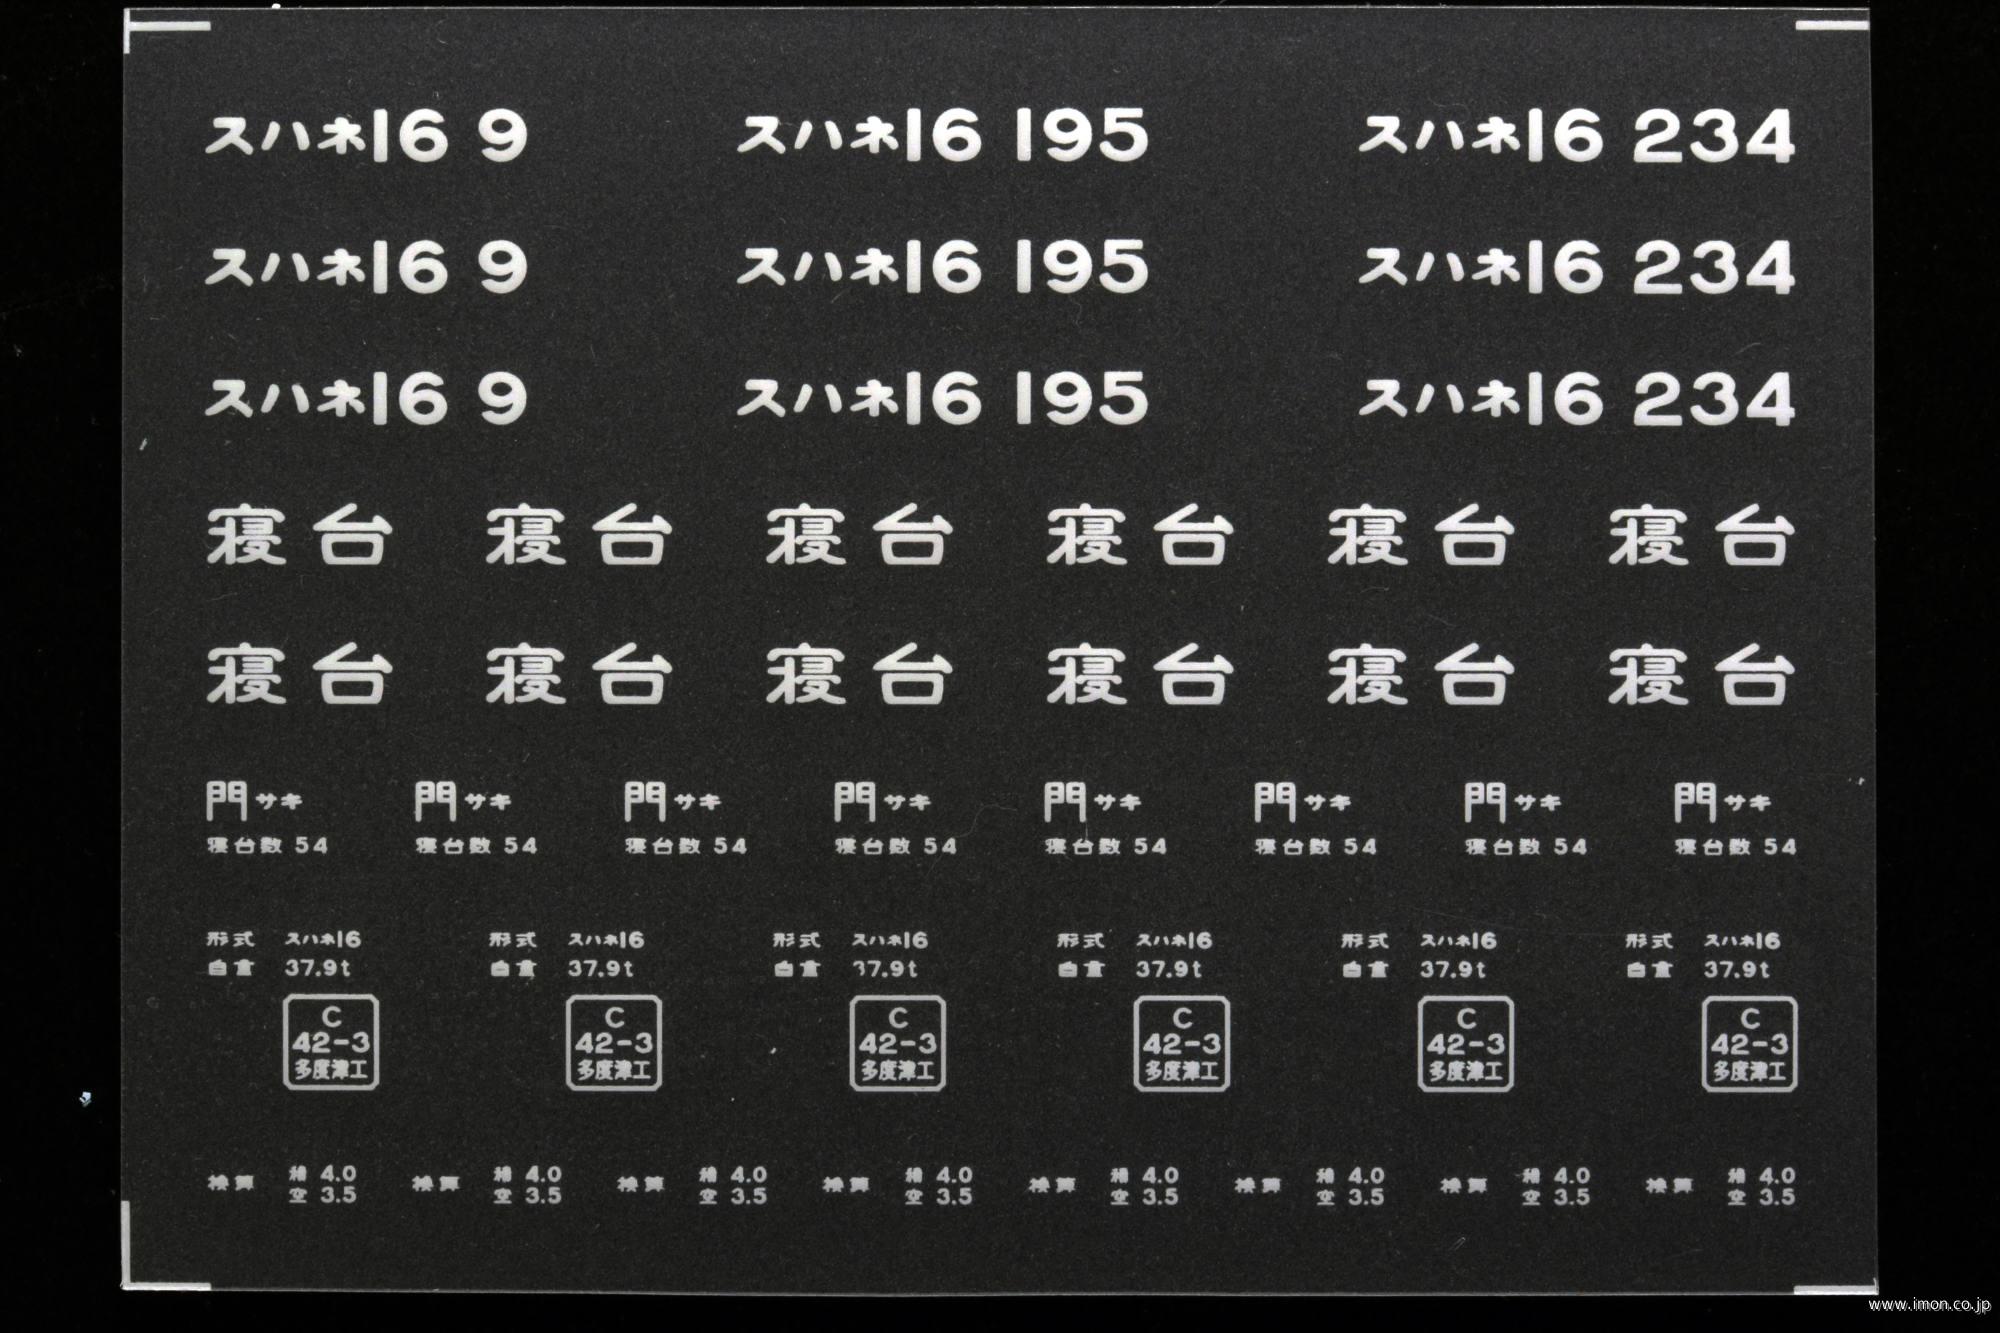 スハネ16 9 スハネ16 195 スハネ16 234
スハネ16 9 スハネ16 195 スハネ16 234
スハネ16 9 スハネ16 195 スハネ16 234
寝台 寝台 寝台 寝台 寝台 寝台
寝台 寝台 寝台 寝台 寝台 寝台
門サキ 門サキ 門サキ 門サキ 門サキ 門サキ 門サキ 門サキ
寝台数 54 寝台数 54 寝台数 54 寝台数 54 寝台数 54 寝台数 54 寝台数 54 寝台数 54
形式 スハネ16 形式 スハネ16 形式 スハネ16 形式 スハネ16 形式 スハネ16 形式 スハネ16
自重 37.9t 自重 37.9t 自重 37.9t 自重 37.9t 自重 37.9t 自重 37.9t
C C C C C C
42-3 42-3 42-3 42-3 42-3 42-3
多度津工 多度津工 多度津工 多度津工 多度津工 多度津工
換算 積 4.0 換算 積 4.0 換算 積 4.0 換算 積 4.0 換算 積 4.0 換算 積 4.0 換算 積 4.0 換算 積 4.0
空 3.5 空 3.5 空 3.5 空 3.5 空 3.5 空 3.5 空 3.5 空 3.5
www.imon.co.jp